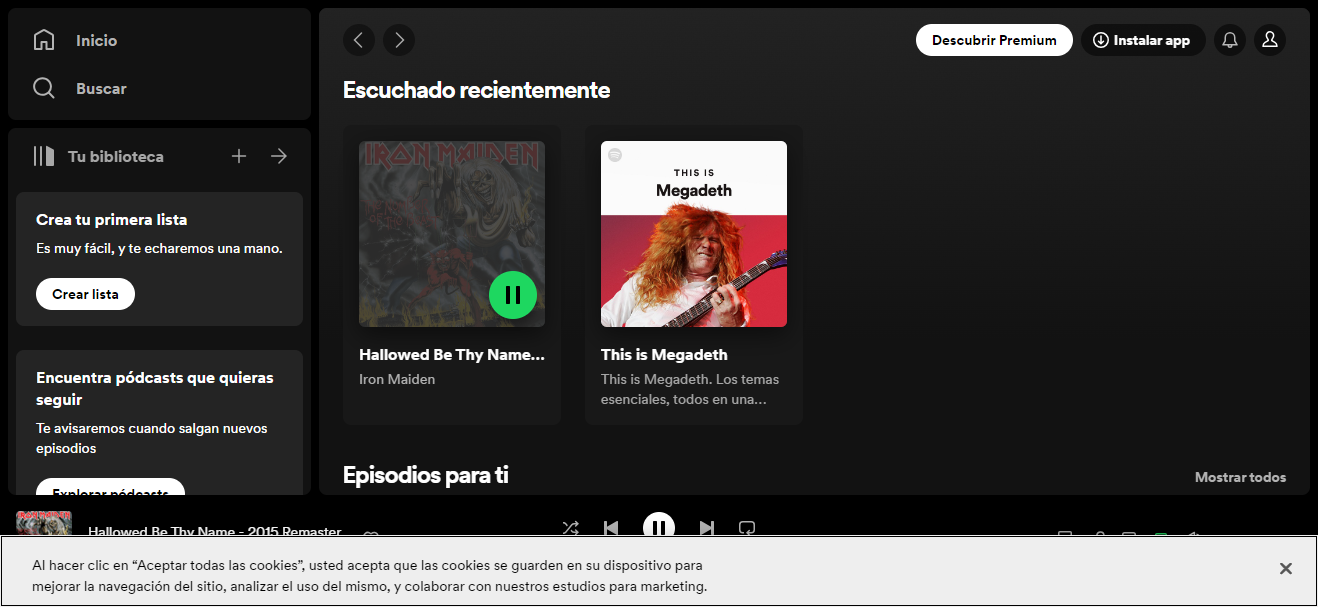 Inicio
Buscar
Tu biblioteca
Crea tu primera lista
Es muy fácil, y te echaremos una mano.
Crear lista
Encuentra pódcasts que quieras
seguir
Te avisaremos cuando salgan nuevos
episodios
Explorar pódcasts
Descubrir Premium
Instalar app
Escuchado recientemente
IRON MAIDEN
Hallowed Be Thy Name...
Iron Maiden
THIS IS
Megadeth
This is Megadeth
This is Megadeth. Los temas
esenciales, todos en una...
Episodios para ti
Mostrar todos
Hallowed Be Thy Name - 2015 Remaster
Al hacer clic en “Aceptar todas las cookies”, usted acepta que las cookies se guarden en su dispositivo para
mejorar la navegación del sitio, analizar el uso del mismo, y colaborar con nuestros estudios para marketing.